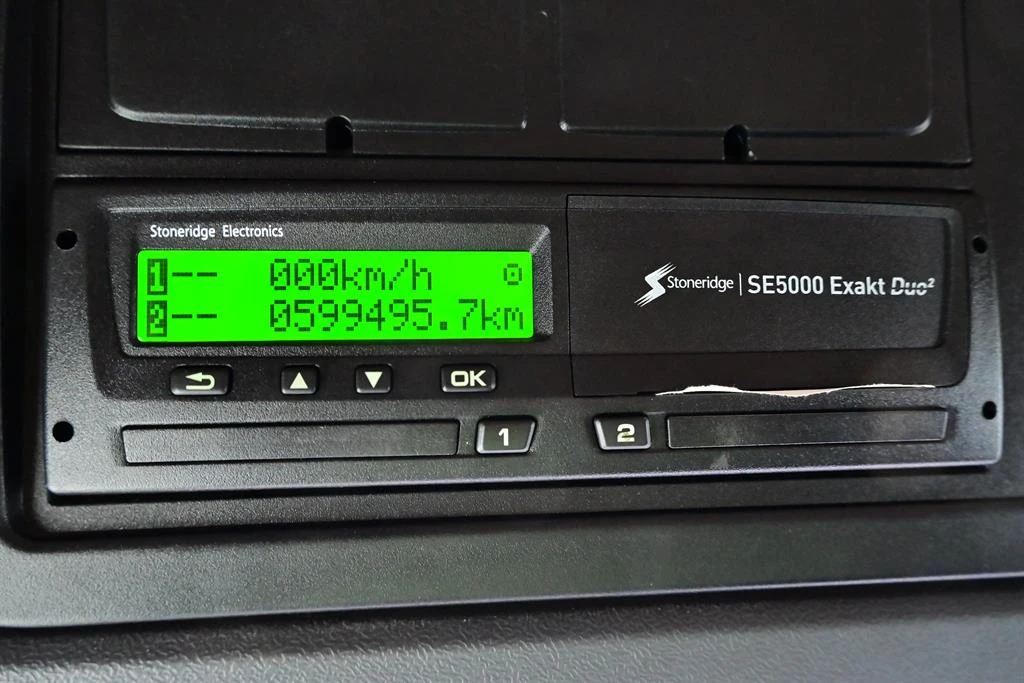 Stoneridge Electronics
1-- 000km/h
2-- 0599495.7km
Stoneridge | SE5000 Exakt Duo²
OK
1
2